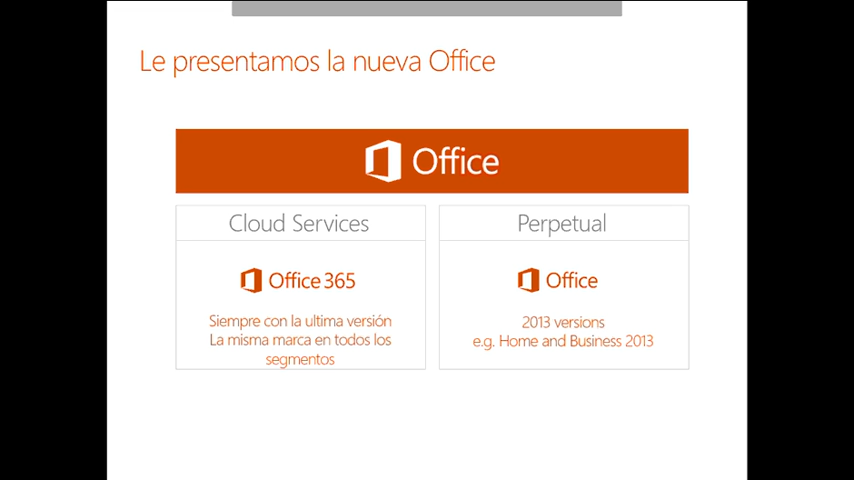 Le presentamos la nueva Office
Office
Cloud Services
Office 365
Siempre con la ultima versión
La misma marca en todos los
segmentos
Perpetual
Office
2013 versions
e.g. Home and Business 2013